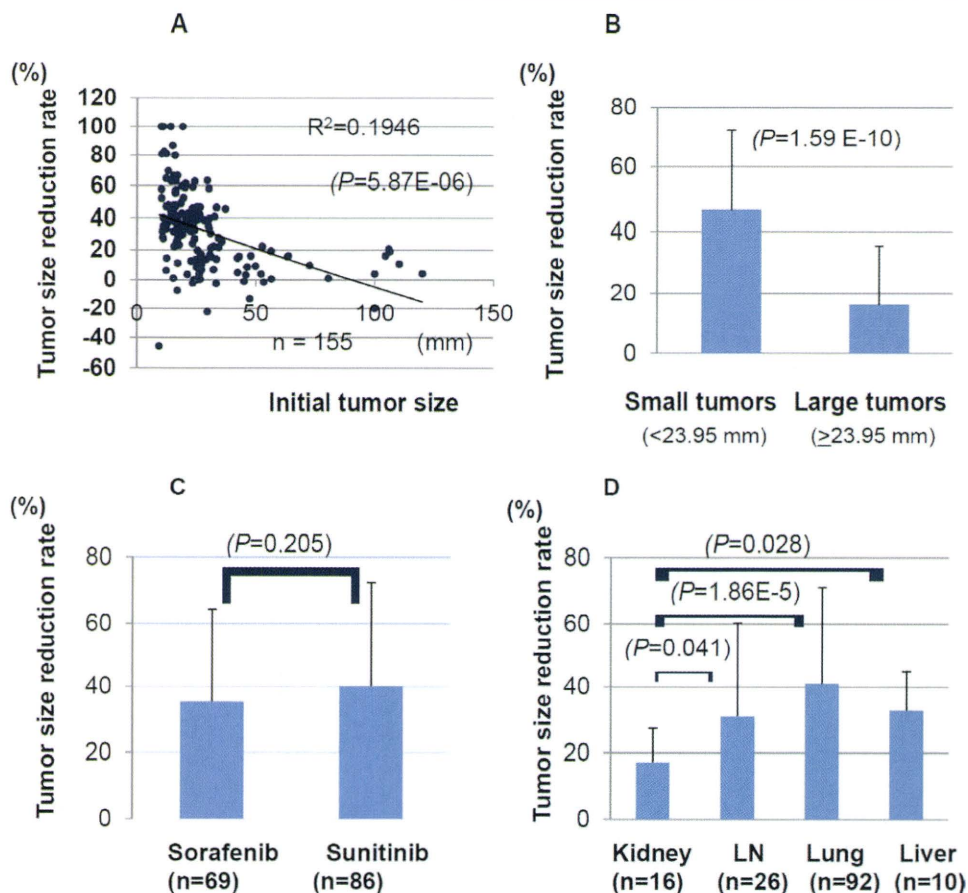 A
(%)
Tumor size reduction rate
120
100
80
60
40
20
0
-20
-40
-60
R²=0.1946
(P=5.87E-06)
0
50
100
150
n = 155
(mm)
Initial tumor size
B
(%)
Tumor size reduction rate
80
60
40
20
0
(P=1.59 E-10)
Small tumors Large tumors
(<23.95 mm) (≥23.95 mm)
C
(%)
Tumor size reduction rate
80
60
40
20
0
(P=0.205)
Sorafenib Sunitinib
(n=69) (n=86)
D
(%)
Tumor size reduction rate
80
60
40
20
0
(P=0.028)
(P=1.86E-5)
(P=0.041)
Kidney LN Lung Liver
(n=16) (n=26) (n=92) (n=10)